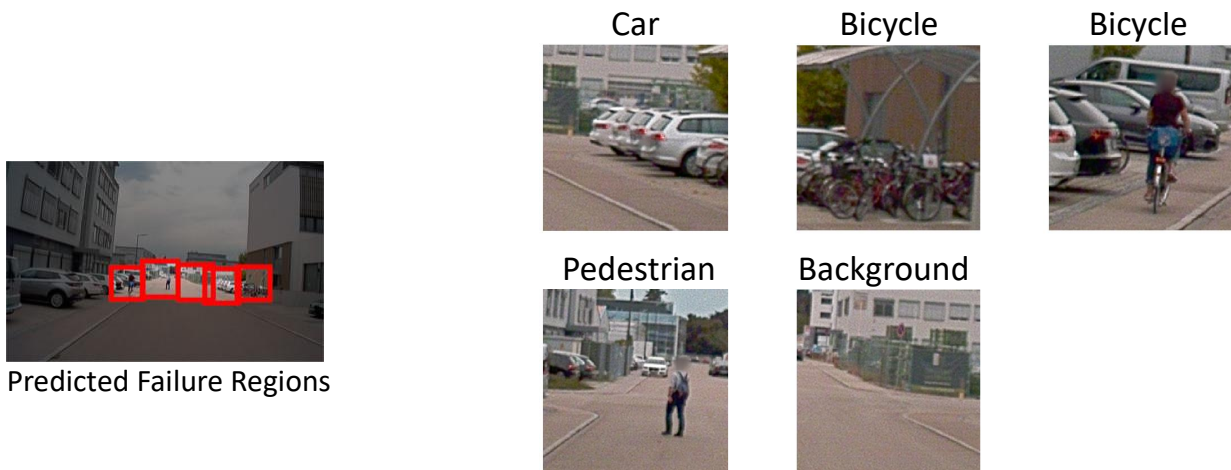 Car
Bicycle
Bicycle
Predicted Failure Regions
Pedestrian
Background